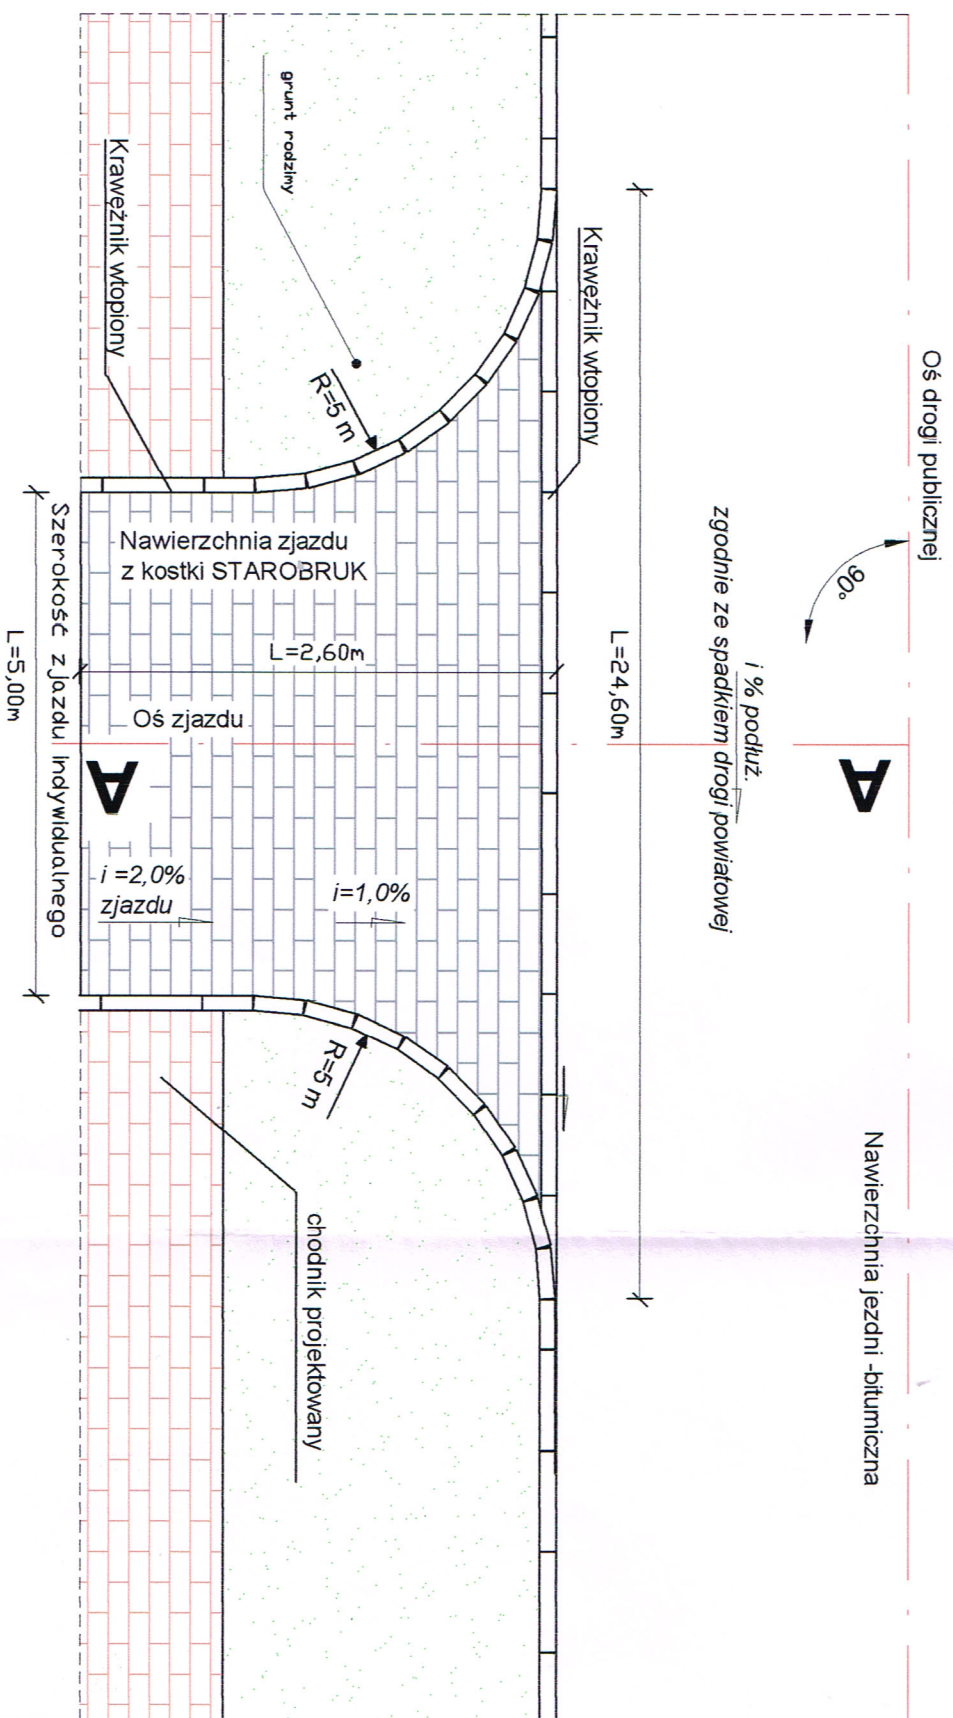 Oś drogi publicznej
90°
i % podłuż.
zgodnie ze spadkiem drogi powiatowej
A
Nawierzchnia jezdni -bitumiczna
L=24,60m
Krawężnik wtopiony
grunt rodzimy
R=5 m
Krawężnik wtopiony
Nawierzchnia zjazdu
z kostki STAROBRUK
L=2,60m
Oś zjazdu
A
i =2,0%
zjazdu
i=1,0%
R=5 m
chodnik projektowany
Szerokość zjazdu indywidualnego
L=5,00m